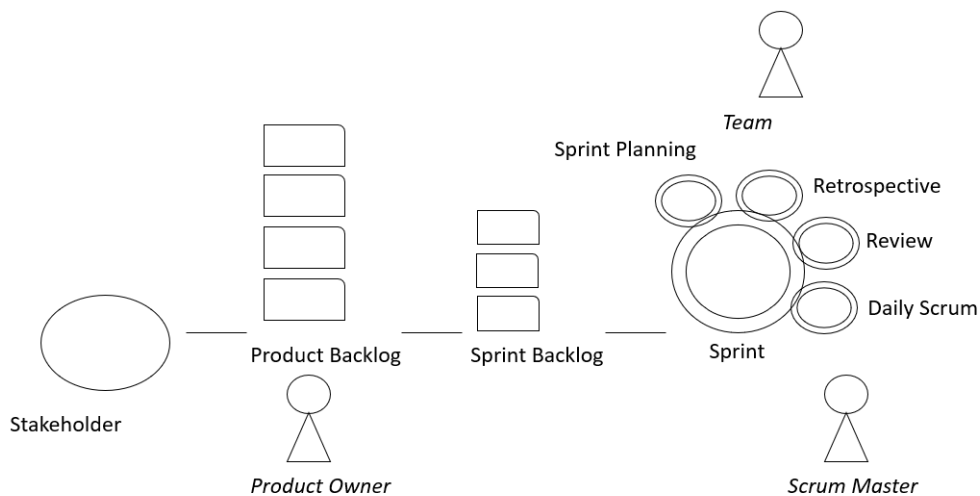 Team
Sprint Planning
Retrospective
Review
Daily Scrum
Sprint
Product Backlog
Sprint Backlog
Stakeholder
Product Owner
Scrum Master